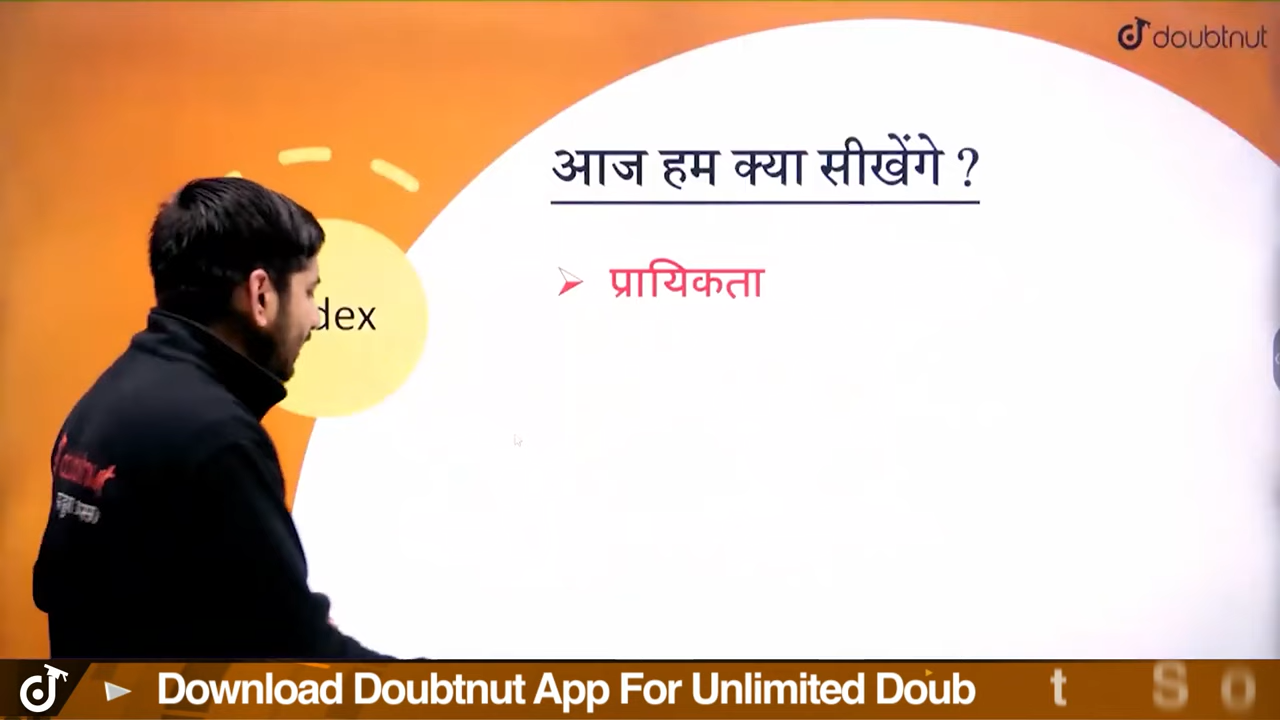 doubtnut
आज हम क्या सीखेंगे ?
प्रायिकता
dex
Download Doubtnut App For Unlimited Doub t S o